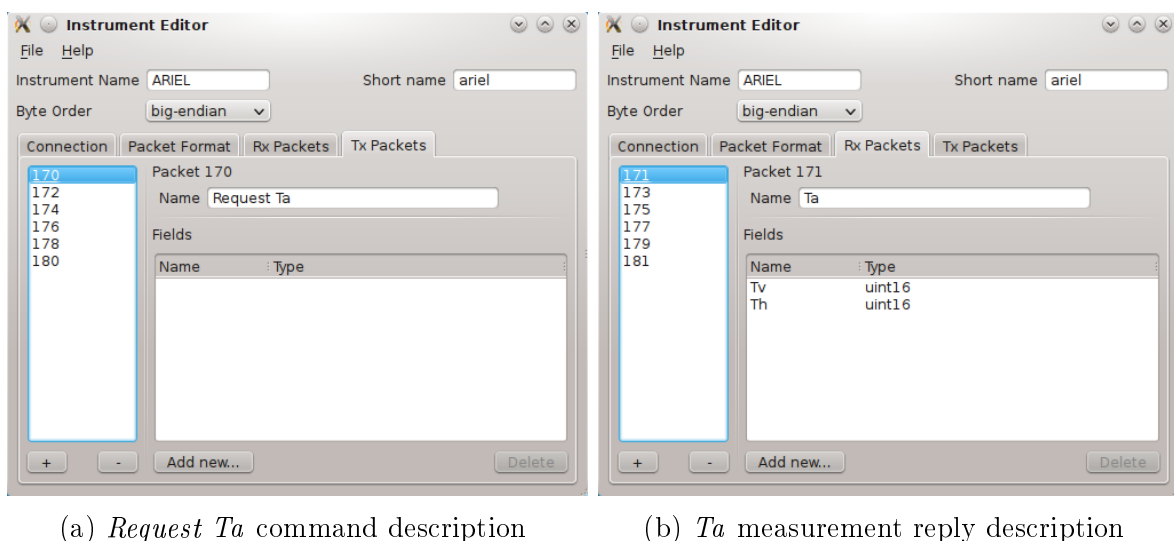 Instrument Editor
File Help
Instrument Name ARIEL Short name ariel
Byte Order big-endian
Connection Packet Format Rx Packets Tx Packets
170
172
174
176
178
180
Packet 170
Name Request Ta
Fields
Name Type
+ - Add new... Delete
(a) Request Ta command description
Instrument Editor
File Help
Instrument Name ARIEL Short name ariel
Byte Order big-endian
Connection Packet Format Rx Packets Tx Packets
171
173
175
177
179
181
Packet 171
Name Ta
Fields
Name Type
Tv uint16
Th uint16
+ - Add new... Delete
(b) Ta measurement reply description